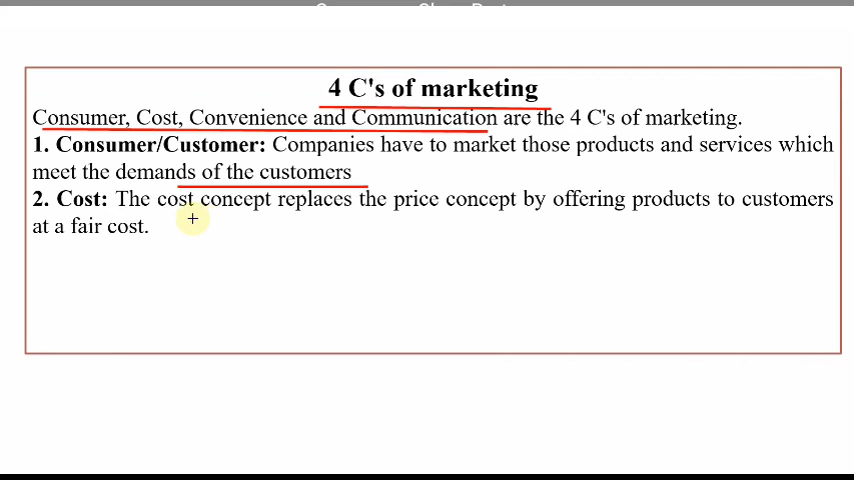 4 C's of marketing
Consumer, Cost, Convenience and Communication are the 4 C's of marketing.
1. Consumer/Customer: Companies have to market those products and services which
meet the demands of the customers
2. Cost: The cost concept replaces the price concept by offering products to customers
at a fair cost.